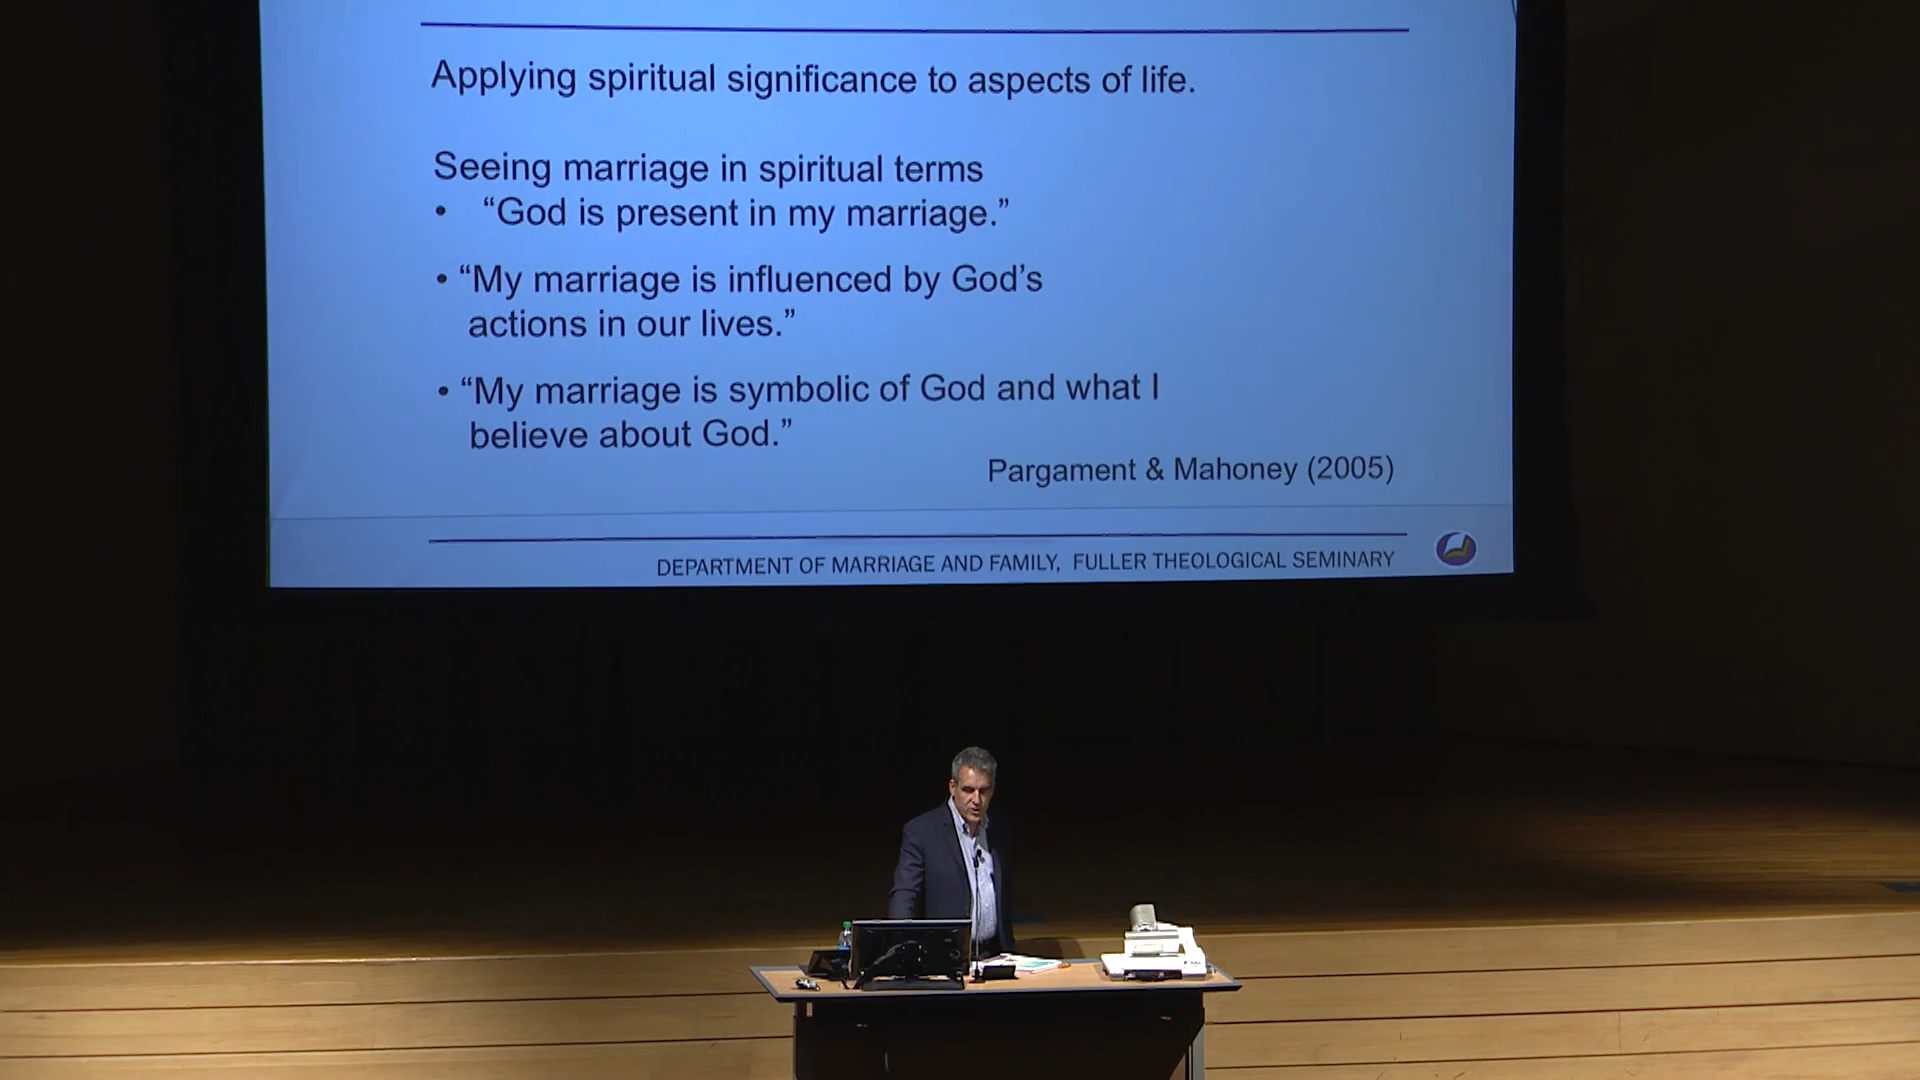 Applying spiritual significance to aspects of life.
Seeing marriage in spiritual terms
• “God is present in my marriage.”
• “My marriage is influenced by God’s
actions in our lives.”
• “My marriage is symbolic of God and what I
believe about God.”
Pargament & Mahoney (2005)
DEPARTMENT OF MARRIAGE AND FAMILY, FULLER THEOLOGICAL SEMINARY